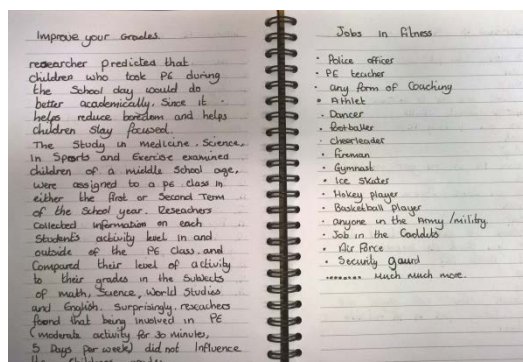 Improve your Grades.
researcher predicted that
children who took PE during
the School day would do
better academically. Since it
helps reduce boredom and helps
children stay focused.
The Study in medicine. Science,
in Sports and Exercise examined
children of a middle School age,
were assigned to a PE class in
either the first or Second Term
of the School year. Reseachers
collected information on each
Students activity level in and
outside of the PE Class. and
Compared their level of activity
to their grades in the Subjects
of math, Science, World Studies
and English. Surprisingly, reseachers
found that being involved in PE
(moderate activity for 30 minutes,
5 Days per week) did not Influence
Jobs in fitness
· Police officer
· PE teacher
· any form of Coaching
· Athlet
· Dancer
· footballer
· cheerleader
· fireman
· Gymnast
· Ice Skater
· Hokey player
· Basketball player
· anyone in the Army /militry.
· Job in the
· Air Force
· Security gaurd
........ Much much more.